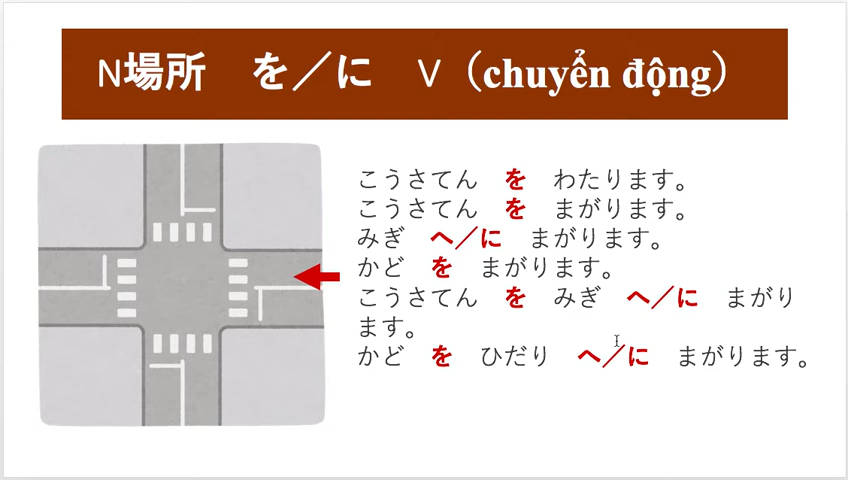 N場所　を／に　V（chuyển động）
こうさてん　を　わたります。
こうさてん　を　まがります。
みぎ　へ／に　まがります。
かど　を　まがります。
こうさてん　を　みぎ　へ／に　まがり
ます。
かど　を　ひだり　へ／に　まがります。